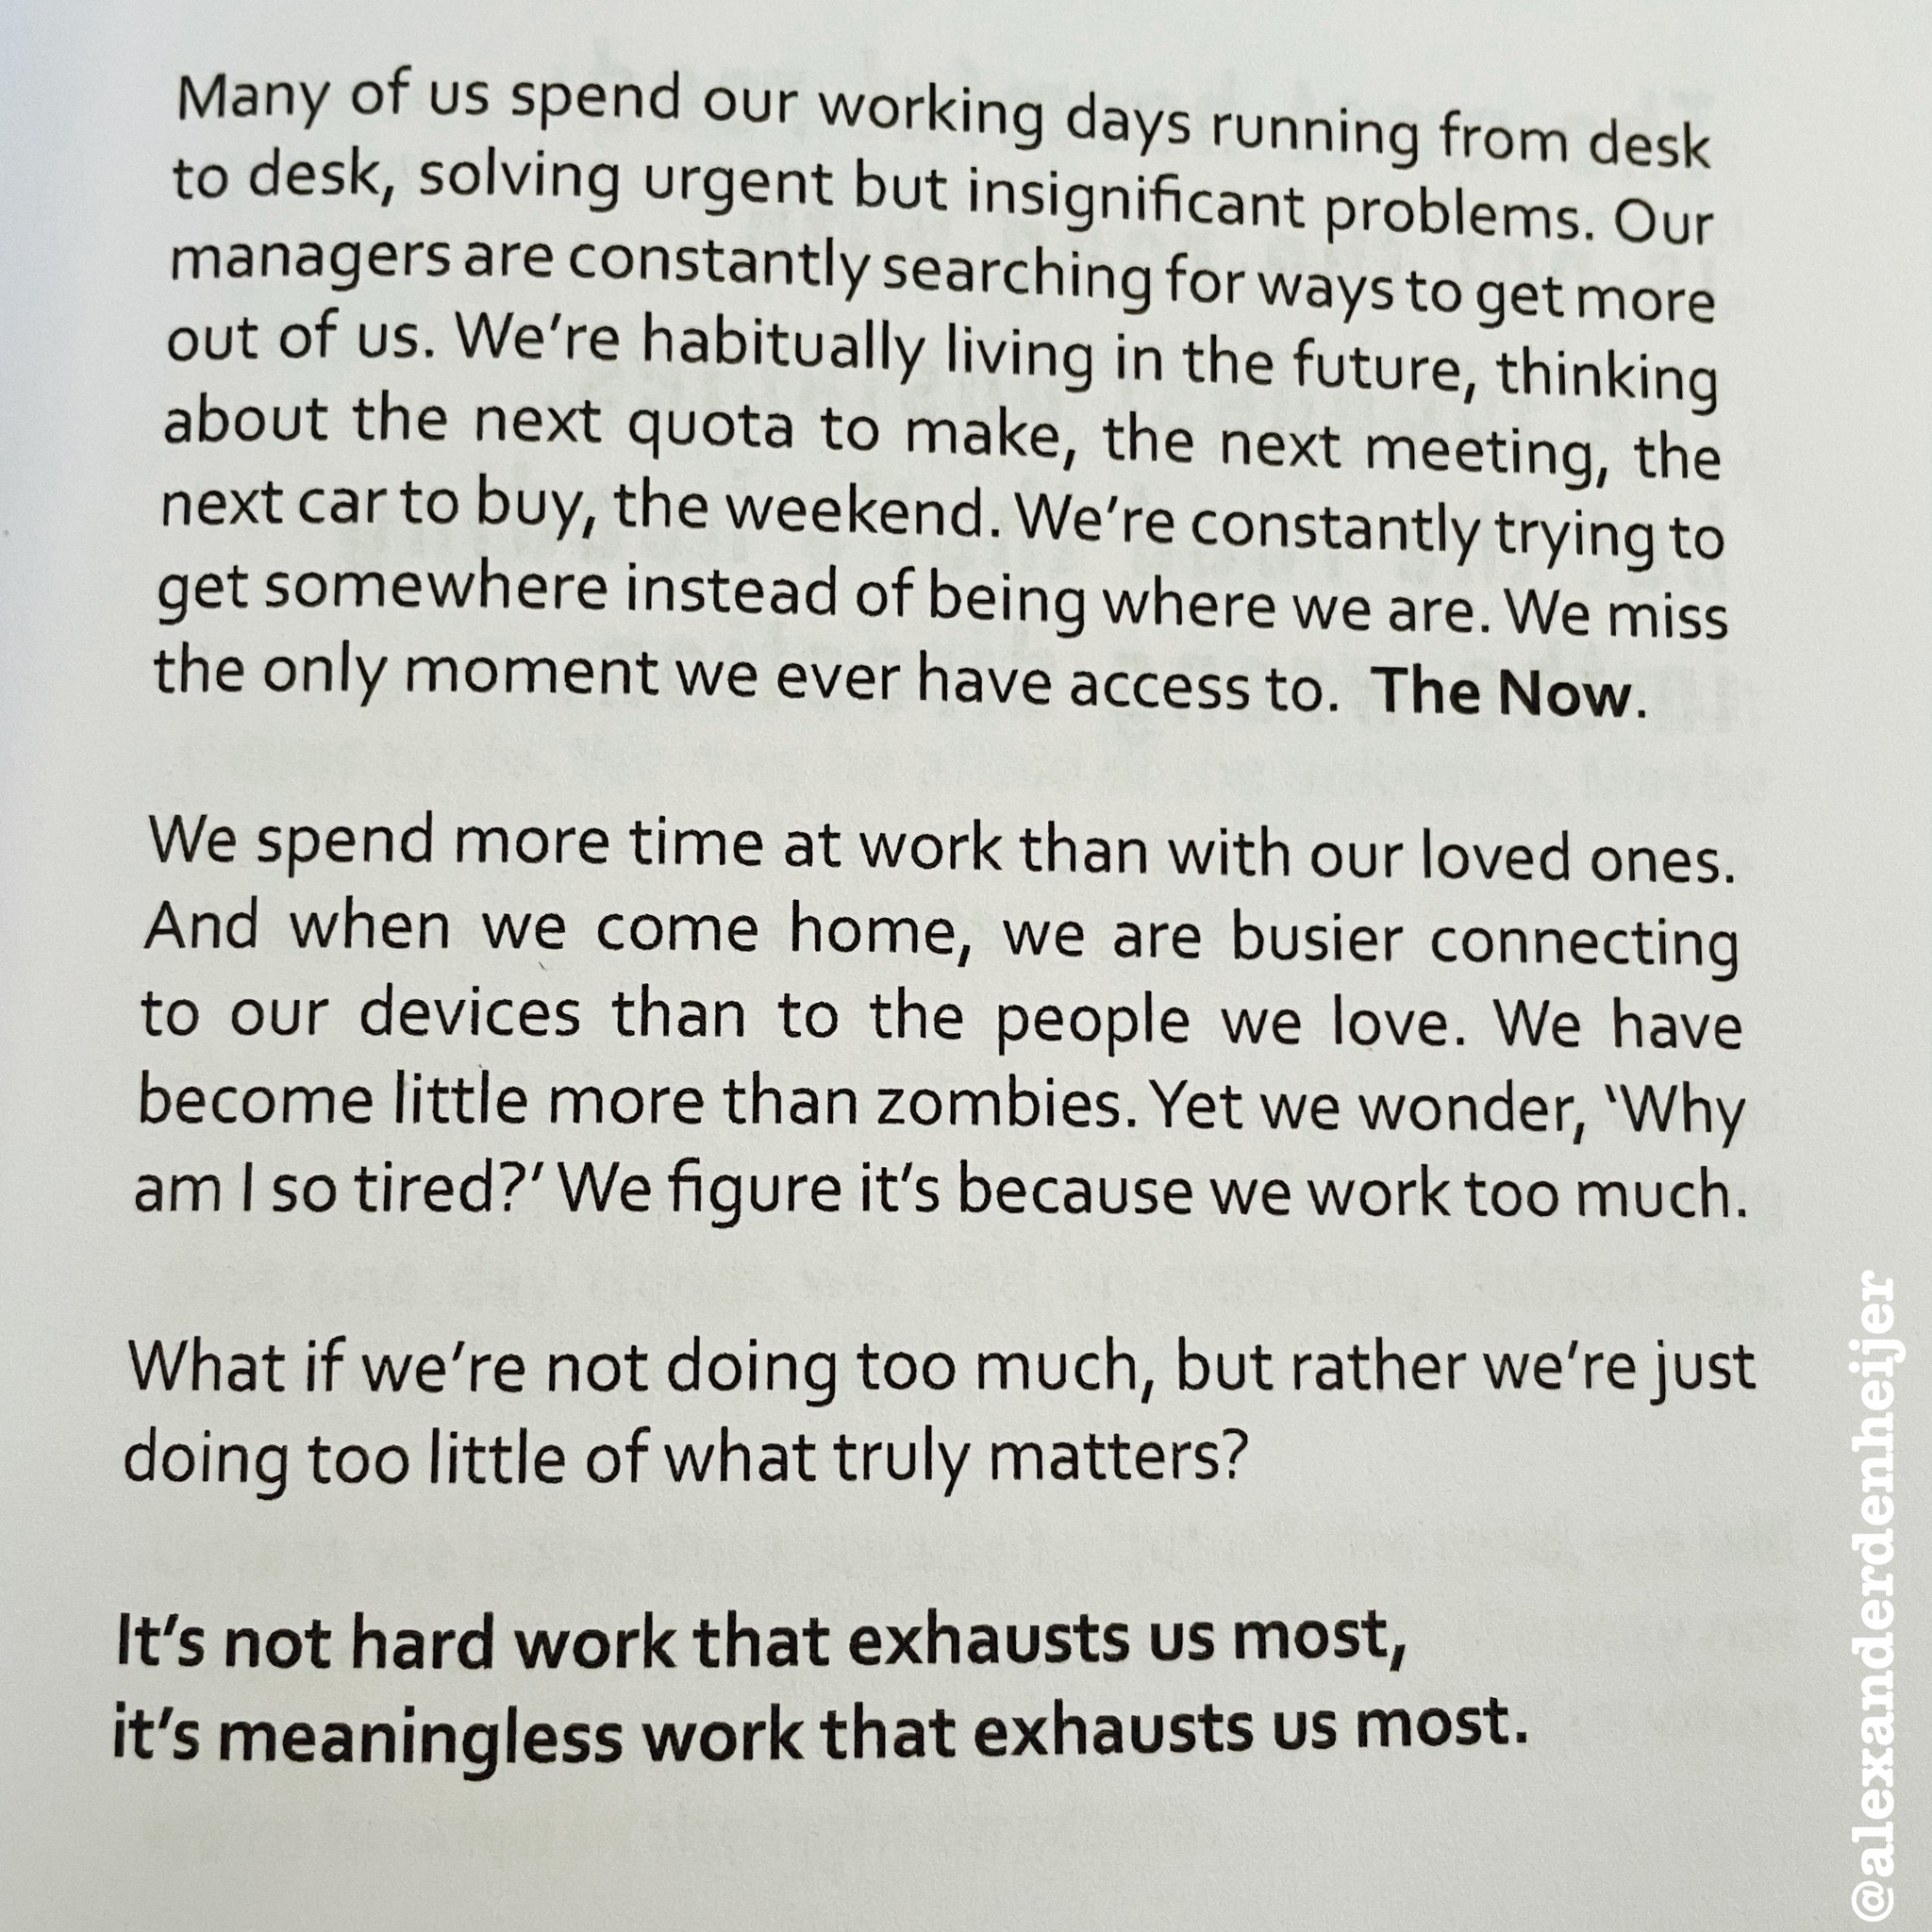 Many of us spend our working days running from desk
to desk, solving urgent but insignificant problems. Our
managers are constantly searching for ways to get more
out of us. We’re habitually living in the future, thinking
about the next quota to make, the next meeting, the
next car to buy, the weekend. We’re constantly trying to
get somewhere instead of being where we are. We miss
the only moment we ever have access to. The Now.
We spend more time at work than with our loved ones.
And when we come home, we are busier connecting
to our devices than to the people we love. We have
become little more than zombies. Yet we wonder, ‘Why
am I so tired?’ We figure it’s because we work too much.
What if we’re not doing too much, but rather we’re just
doing too little of what truly matters?
It’s not hard work that exhausts us most,
it’s meaningless work that exhausts us most.
@alexanderdenheijer